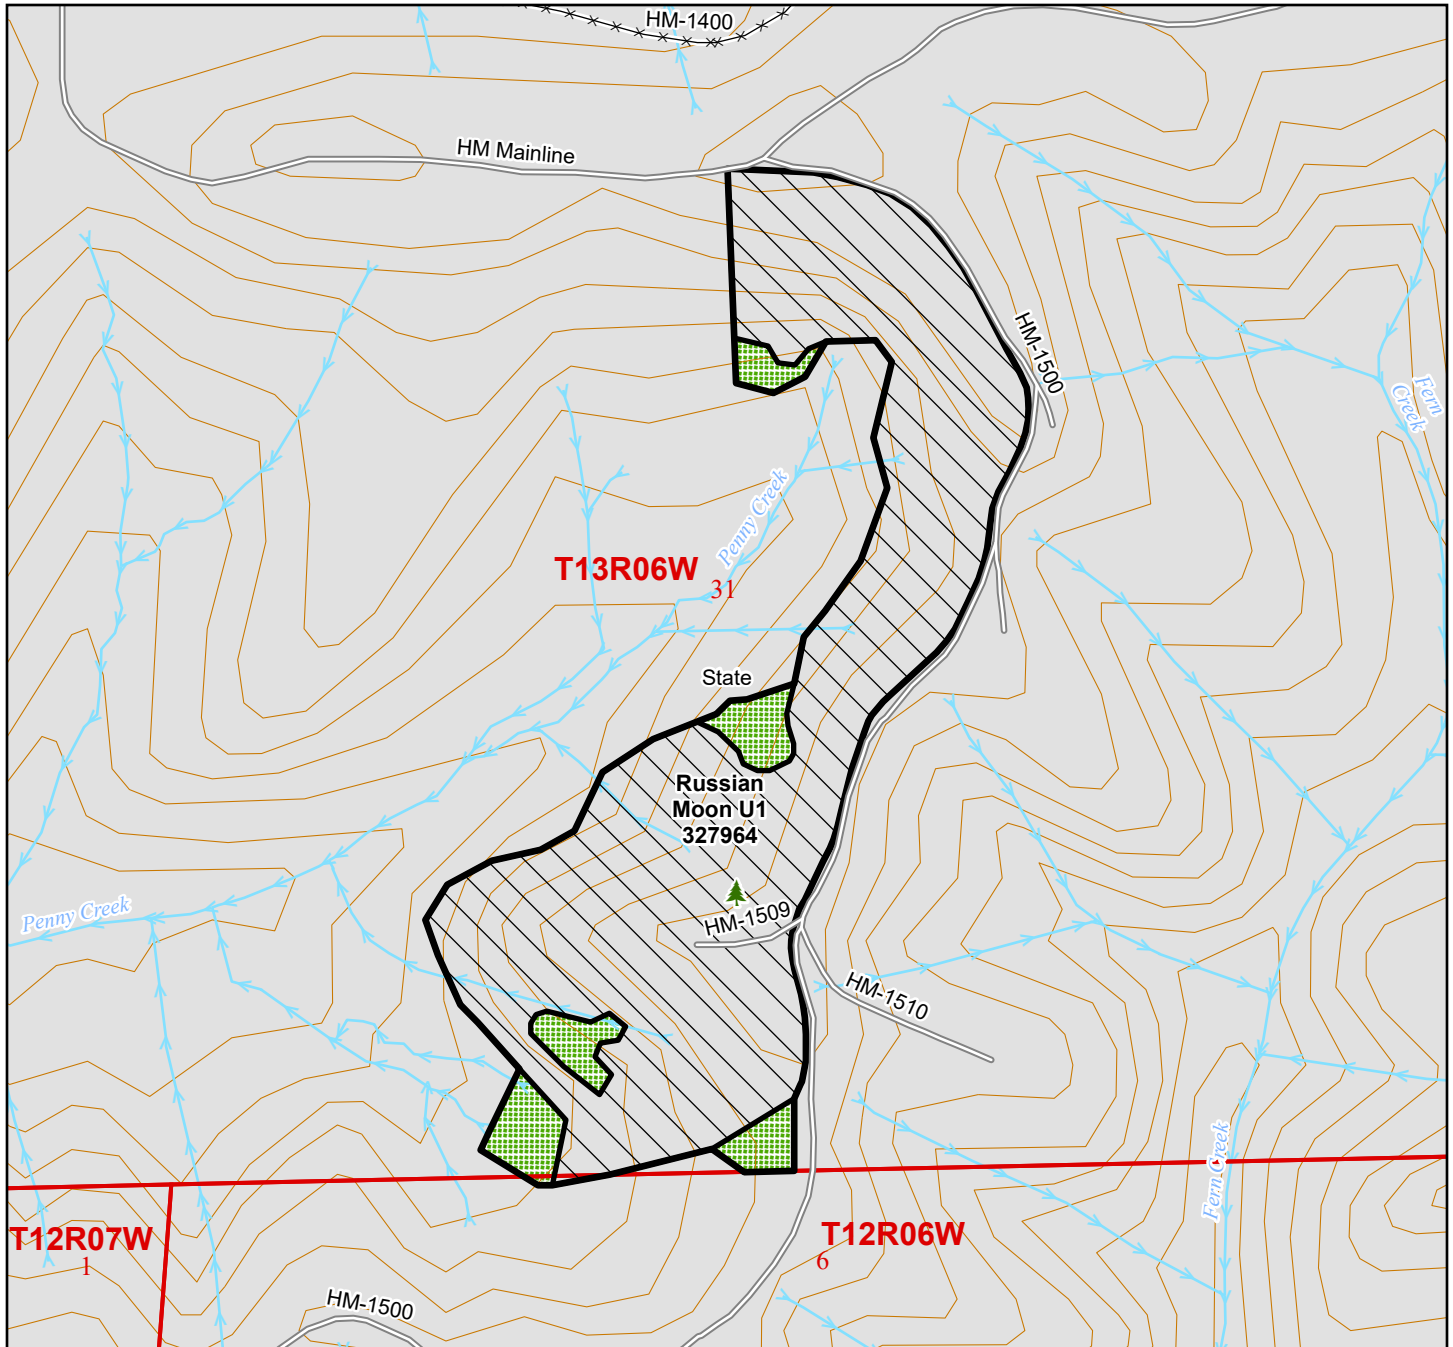 HM-1400
HM Mainline
HM-1500
Fern
Creek
Penny Creek
T13R06W
31
State
Russian
Moon U1
327964
HM-1509
Penny Creek
HM-1510
Fern Creek
T12R07W
1
T12R06W
6
HM-1500